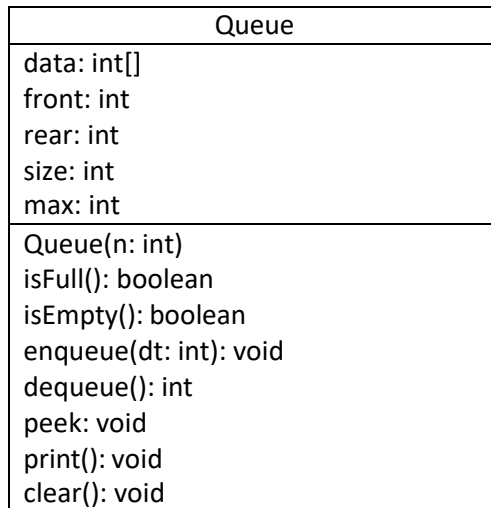 Queue
data: int[]
front: int
rear: int
size: int
max: int
Queue(n: int)
isFull(): boolean
isEmpty(): boolean
enqueue(dt: int): void
dequeue(): int
peek: void
print(): void
clear(): void